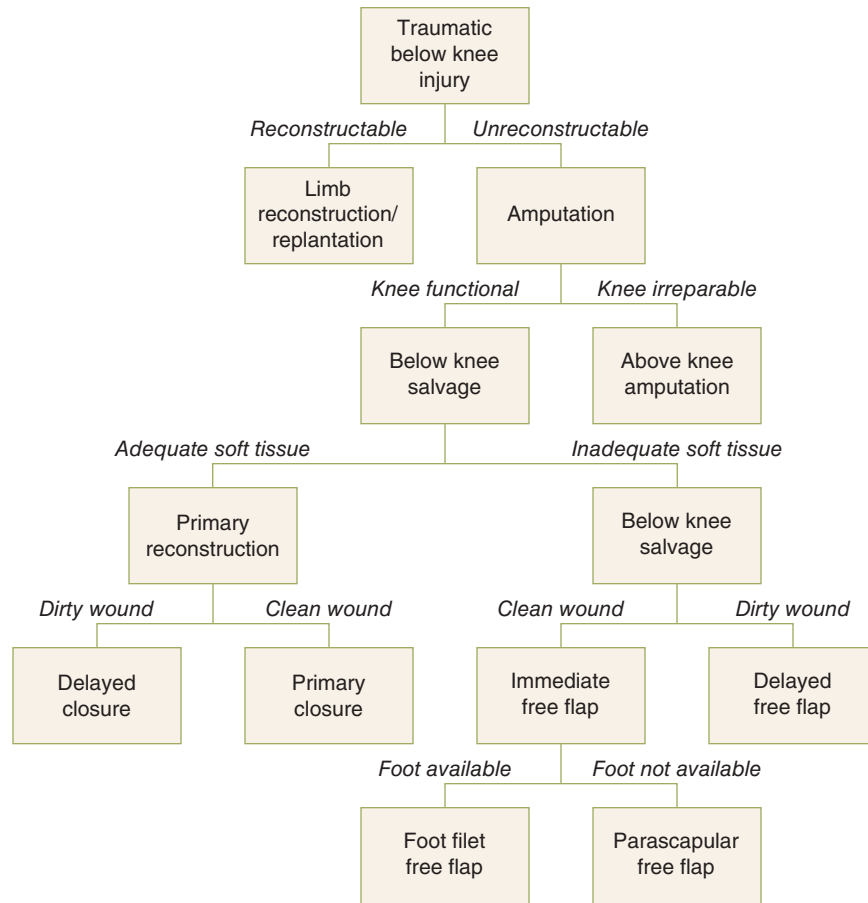 Traumatic
below knee
injury
Reconstructable
Unreconstructable
Limb
reconstruction/
replantation
Amputation
Knee functional
Knee irreparable
Below knee
salvage
Above knee
amputation
Adequate soft tissue
Inadequate soft tissue
Primary
reconstruction
Below knee
salvage
Dirty wound
Clean wound
Clean wound
Dirty wound
Delayed
closure
Primary
closure
Immediate
free flap
Delayed
free flap
Foot available
Foot not available
Foot filet
free flap
Parascapular
free flap